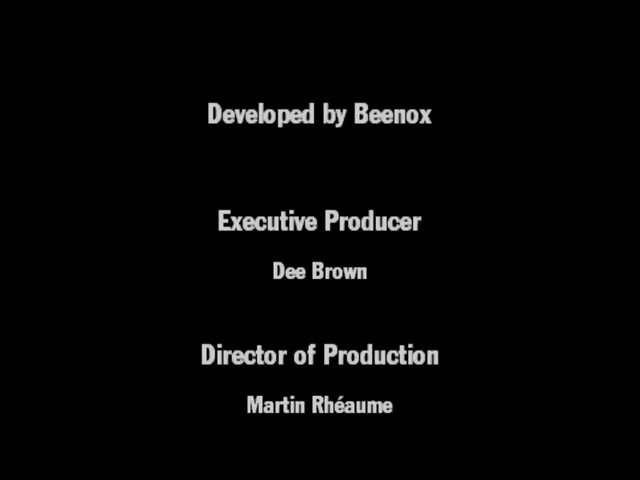 Developed by Beenox
Executive Producer
Dee Brown
Director of Production
Martin Rhéaume